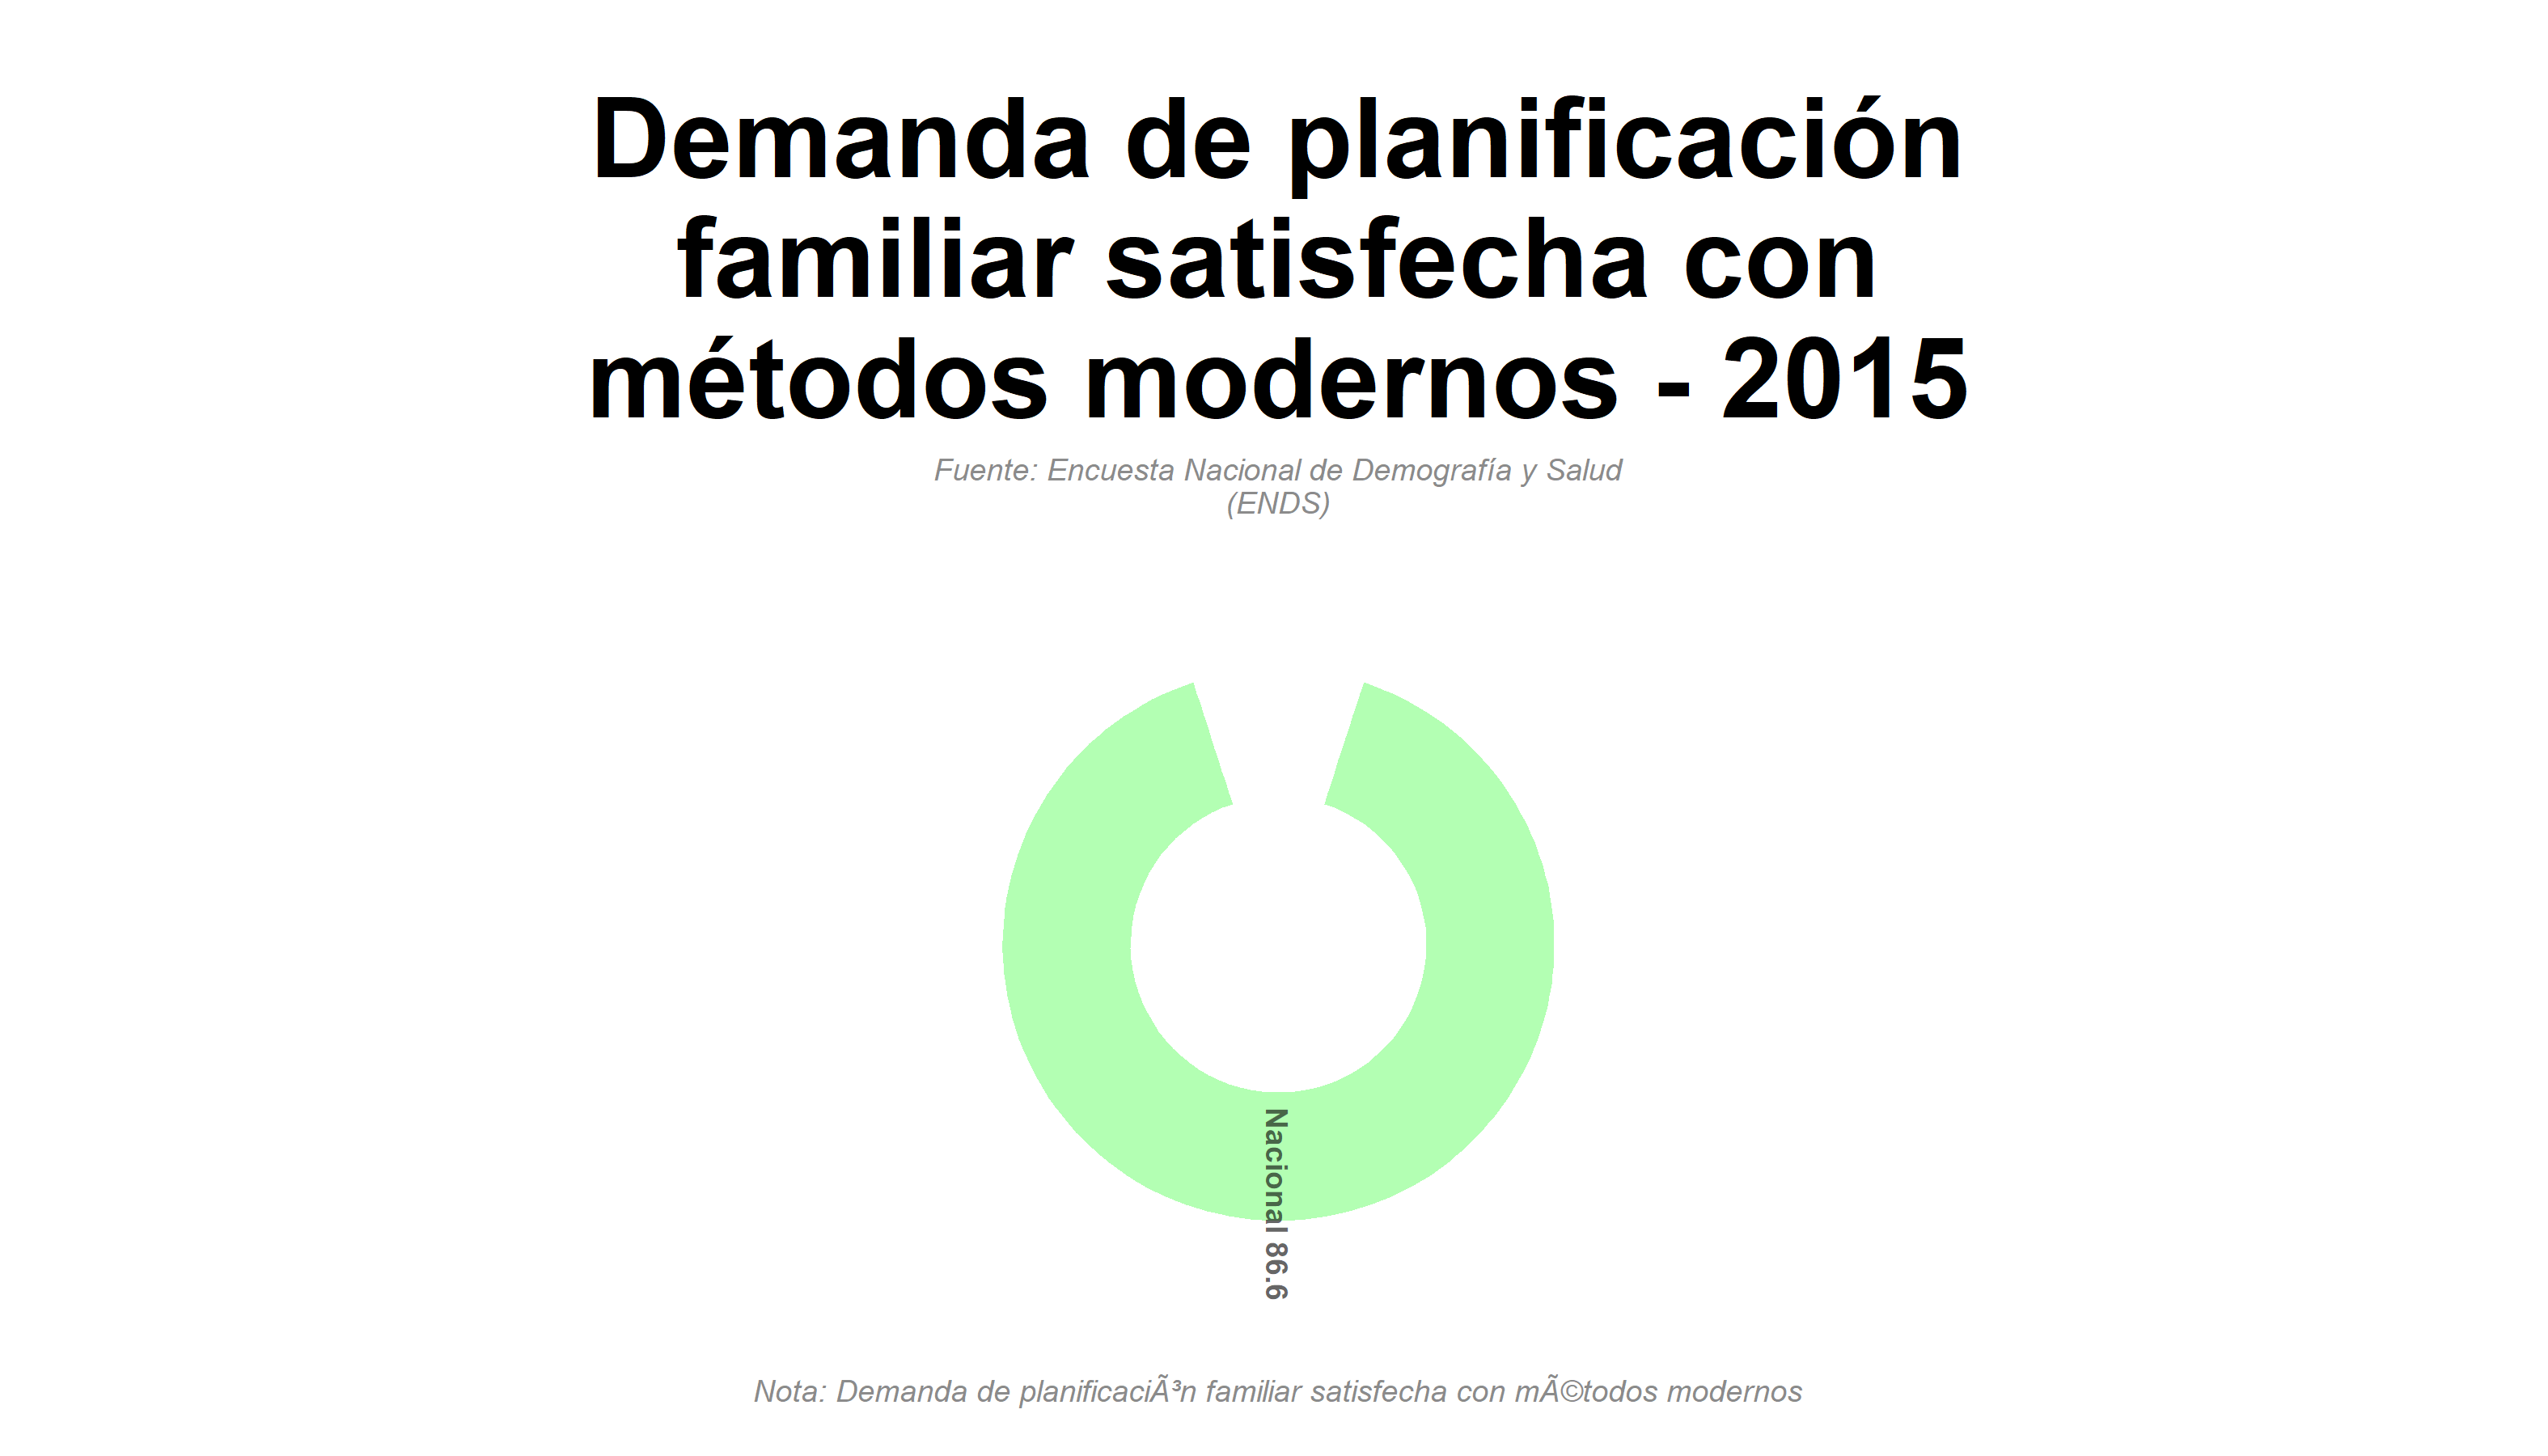 Demanda de planificación
familiar satisfecha con
métodos modernos - 2015
Fuente: Encuesta Nacional de Demografía y Salud
(ENDS)
Nacional 86.6
Nota: Demanda de planificaciÃ³n familiar satisfecha con mÃ©todos modernos